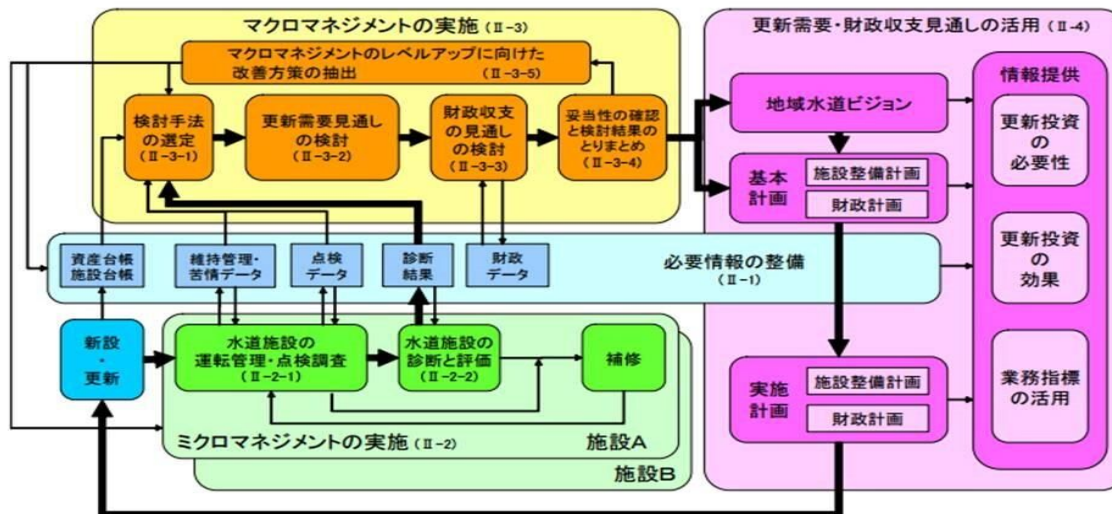 マクロマネジメントの実施(Ⅱ-3)
マクロマネジメントのレベルアップに向けた
改善方策の抽出 (Ⅱ-3-5)
検討手法
の選定
(Ⅱ-3-1)
更新需要見通し
の検討
(Ⅱ-3-2)
財政収支
の見通し
の検討
(Ⅱ-3-3)
妥当性の確認
と検討結果の
とりまとめ
(Ⅱ-3-4)
更新需要・財政収支見通しの活用(Ⅱ-4)
地域水道ビジョン
基本
計画
施設整備計画
財政計画
実施
計画
施設整備計画
財政計画
情報提供
更新投資
の
必要性
更新投資
の
効果
業務指標
の活用
資産台帳
施設台帳
維持管理・
苦情データ
点検
データ
診断
結果
財政
データ
必要情報の整備
(Ⅱ-1)
新設
・
更新
水道施設の
運転管理・点検調査
(Ⅱ-2-1)
水道施設の
診断と評価
(Ⅱ-2-2)
補修
ミクロマネジメントの実施(Ⅱ-2)
施設A
施設B